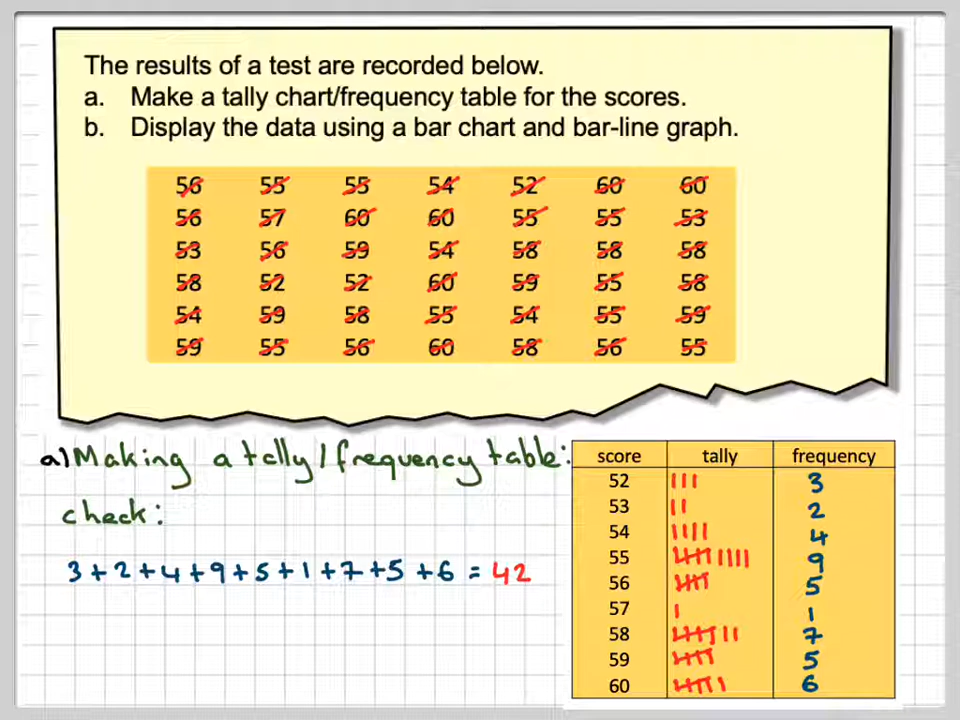 The results of a test are recorded below.
a. Make a tally chart/frequency table for the scores.
b. Display the data using a bar chart and bar-line graph.
56 55 55 54 52 60 60
56 57 60 60 55 55 53
53 56 59 54 58 58 58
58 52 52 60 59 55 58
54 59 58 55 54 55 59
59 55 56 60 58 56 55
a) Making a tally / frequency table:
check:
3 + 2 + 4 + 9 + 5 + 1 + 7 + 5 + 6 = 42
score tally frequency
52 3
53 2
54 4
55 9
56 5
57 1
58 7
59 5
60 6